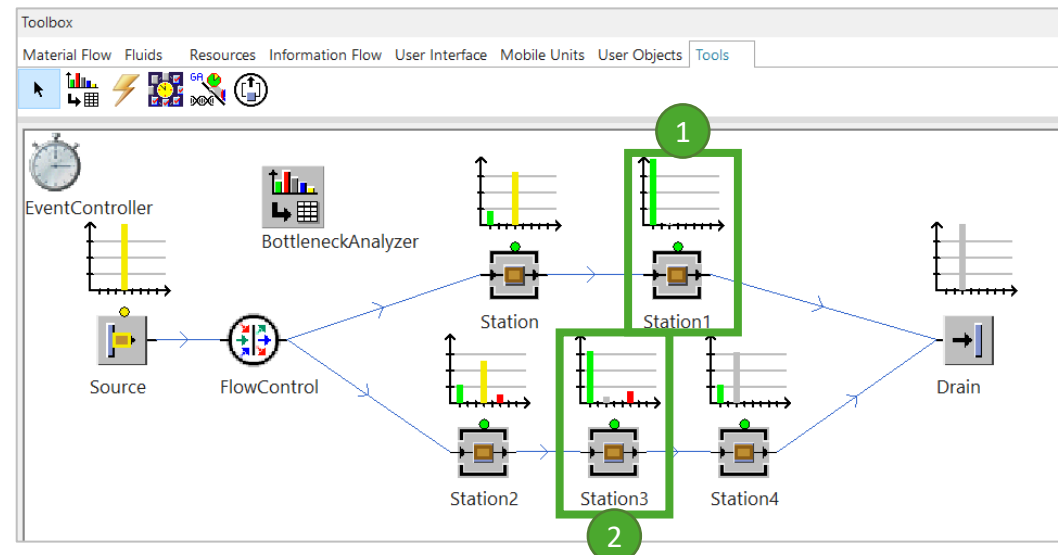 Toolbox
Material Flow Fluids Resources Information Flow User Interface Mobile Units User Objects Tools
GA
1
EventController
BottleneckAnalyzer
Station Station1
Source FlowControl Drain
Station2 Station3 Station4
2